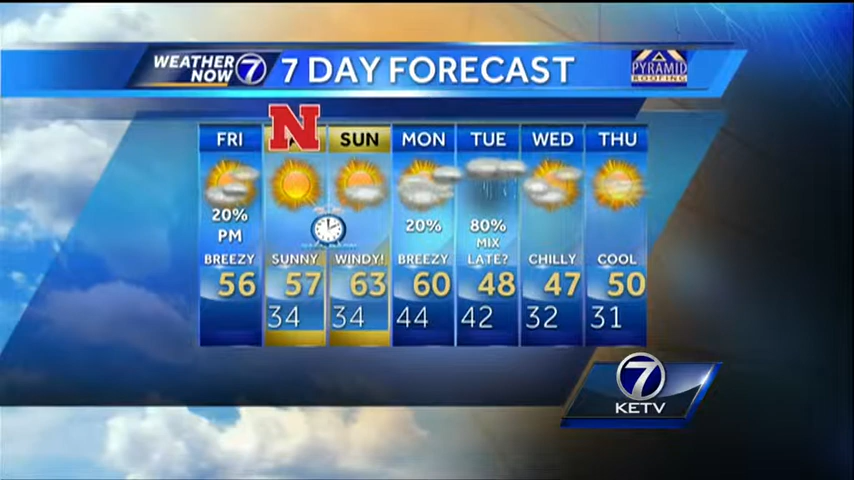 WEATHER NOW 7 7 DAY FORECAST
PYRAMID
ROOFING
N
FRI SUN MON TUE WED THU
20% PM 20% 80% MIX
BREEZY SUNNY WINDY! BREEZY LATE? CHILLY COOL
56 57 63 60 48 47 50
34 34 44 42 32 31
7
KETV